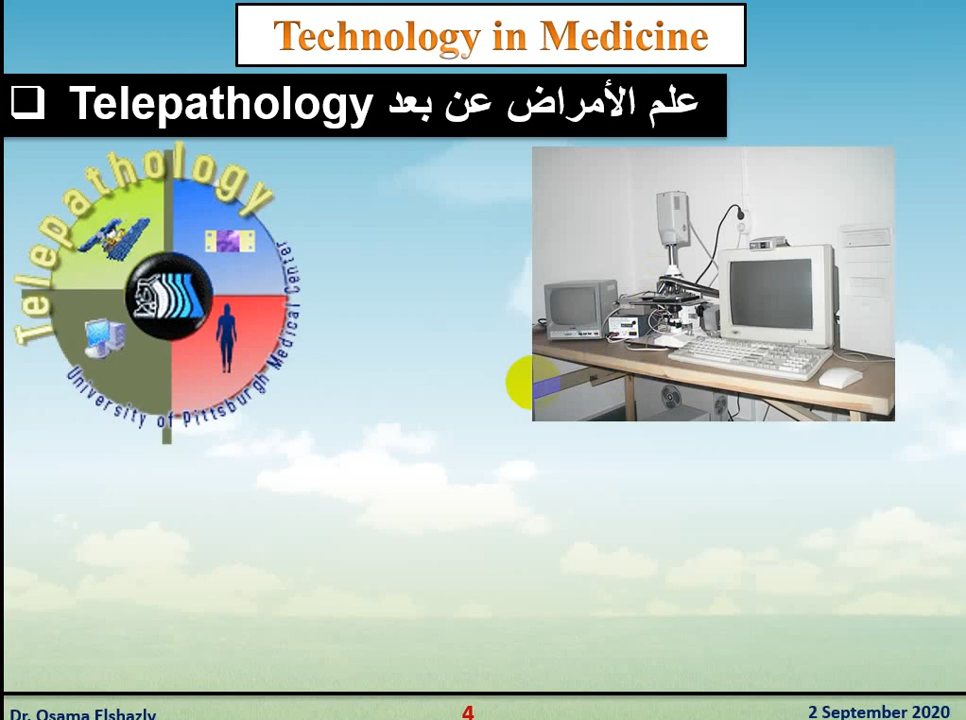 Technology in Medicine
❑ Telepathology علم الأمراض عن بعد
Telepathology
University of Pittsburgh Medical Center
Dr. Osama Elshazly
4
2 September 2020